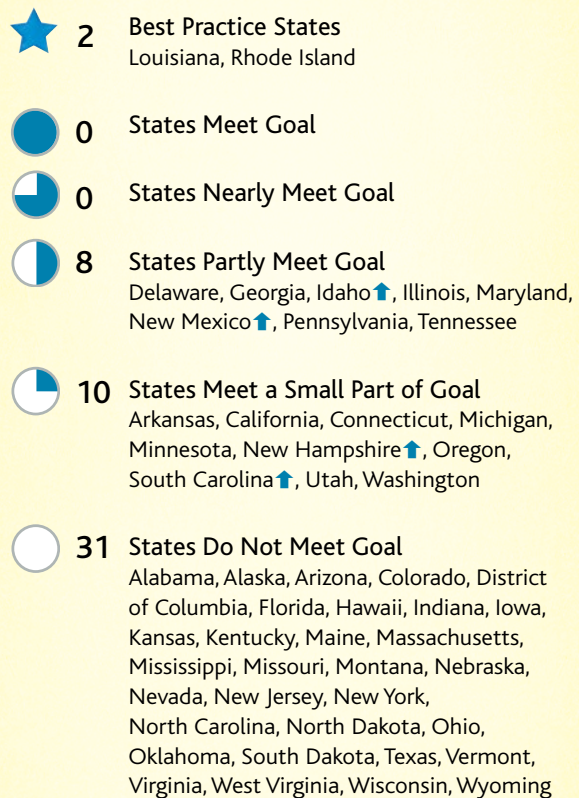 2 Best Practice States
Louisiana, Rhode Island
0 States Meet Goal
0 States Nearly Meet Goal
8 States Partly Meet Goal
Delaware, Georgia, Idaho⬆, Illinois, Maryland,
New Mexico⬆, Pennsylvania, Tennessee
10 States Meet a Small Part of Goal
Arkansas, California, Connecticut, Michigan,
Minnesota, New Hampshire⬆, Oregon,
South Carolina⬆, Utah, Washington
31 States Do Not Meet Goal
Alabama, Alaska, Arizona, Colorado, District
of Columbia, Florida, Hawaii, Indiana, Iowa,
Kansas, Kentucky, Maine, Massachusetts,
Mississippi, Missouri, Montana, Nebraska,
Nevada, New Jersey, New York,
North Carolina, North Dakota, Ohio,
Oklahoma, South Dakota, Texas, Vermont,
Virginia, West Virginia, Wisconsin, Wyoming